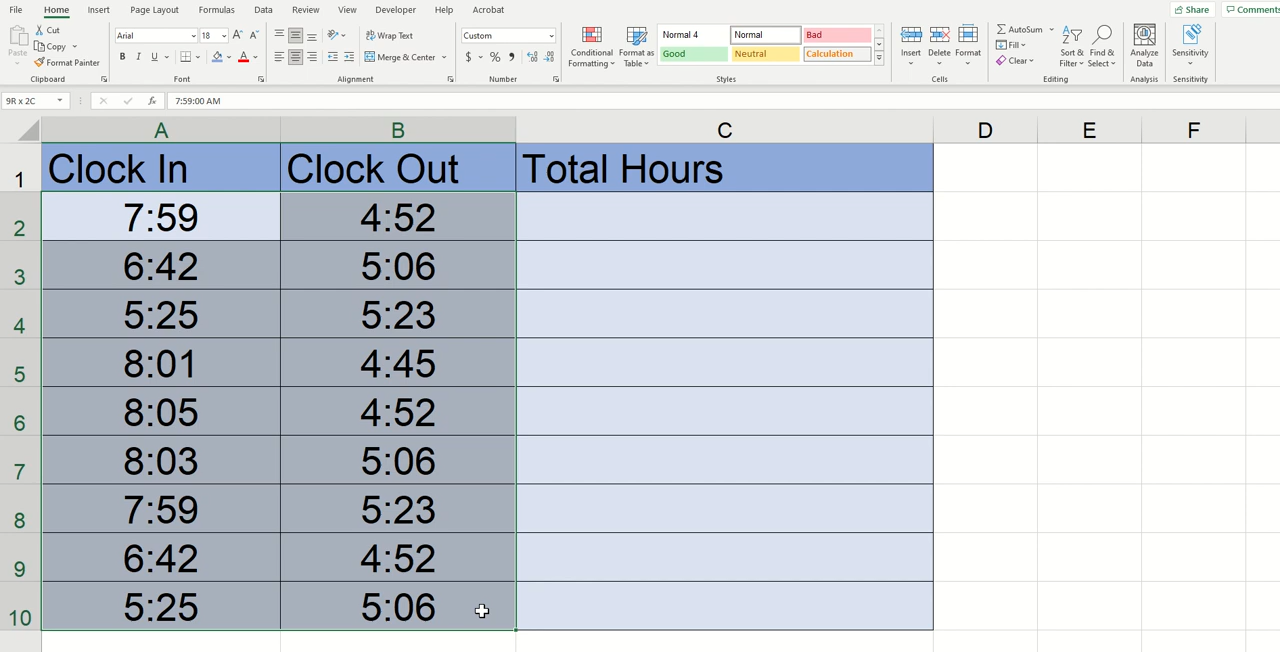 File Home Insert Page Layout Formulas Data Review View Developer Help Acrobat Share Comments
Paste Cut Copy Format Painter Clipboard
Arial 18 A A B I U A Font
Wrap Text Merge & Center Alignment
Custom $ % , Number
Conditional Formatting Format as Table
Normal 4 Normal Bad
Good Neutral Calculation
Styles
Insert Delete Format Cells
AutoSum Fill Clear Sort & Filter Find & Select Editing
Analyze Data Analysis
Sensitivity Sensitivity
9R x 2C fx 7:59:00 AM
A B C D E F
1 Clock In Clock Out Total Hours
2 7:59 4:52
3 6:42 5:06
4 5:25 5:23
5 8:01 4:45
6 8:05 4:52
7 8:03 5:06
8 7:59 5:23
9 6:42 4:52
10 5:25 5:06